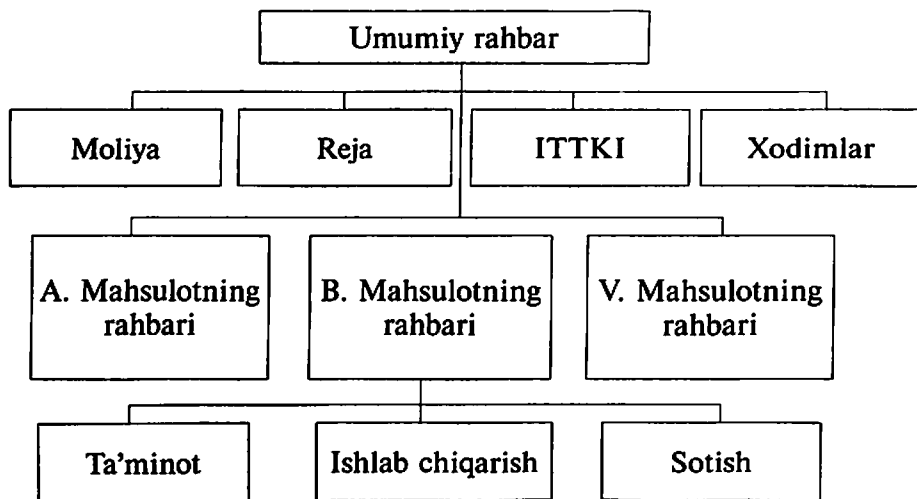 Umumiy rahbar
Moliya
Reja
ITTKI
Xodimlar
A. Mahsulotning
rahbari
B. Mahsulotning
rahbari
V. Mahsulotning
rahbari
Ta'minot
Ishlab chiqarish
Sotish